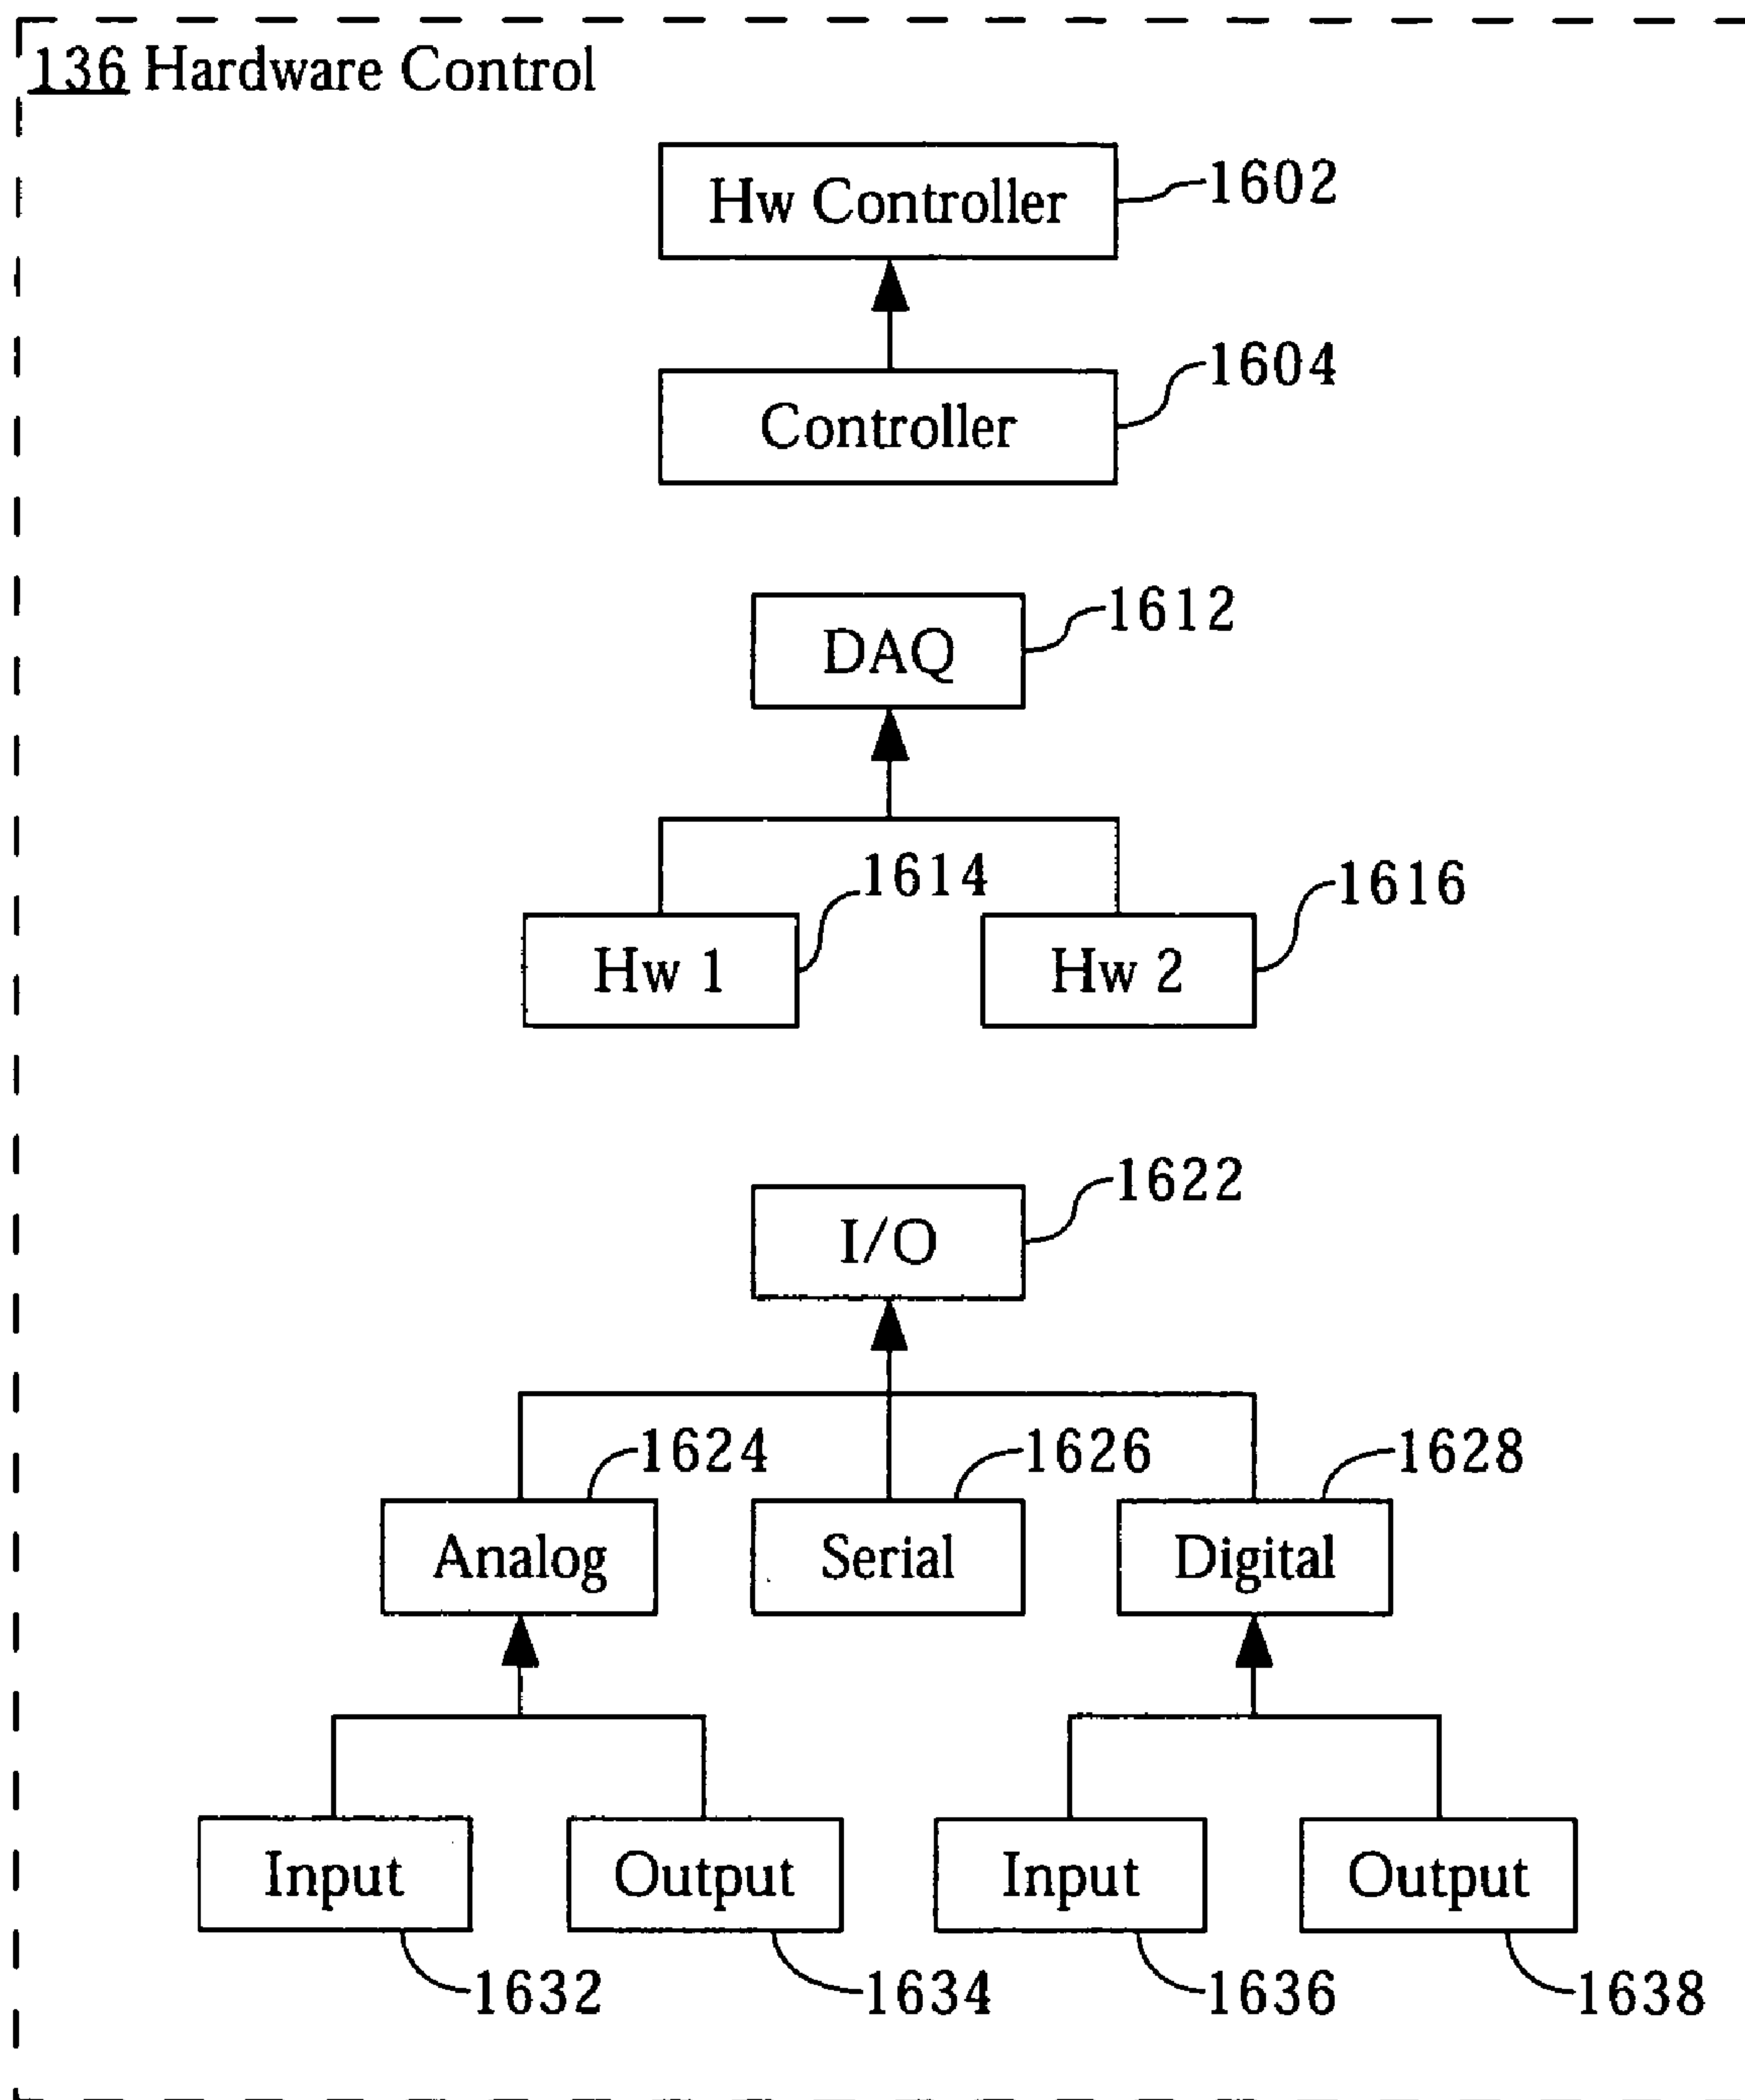 136 Hardware Control
Hw Controller
1602
Controller
1604
DAQ
1612
Hw 1
1614
Hw 2
1616
I/O
1622
Analog
1624
Serial
1626
Digital
1628
Input
Output
Input
Output
1632
1634
1636
1638